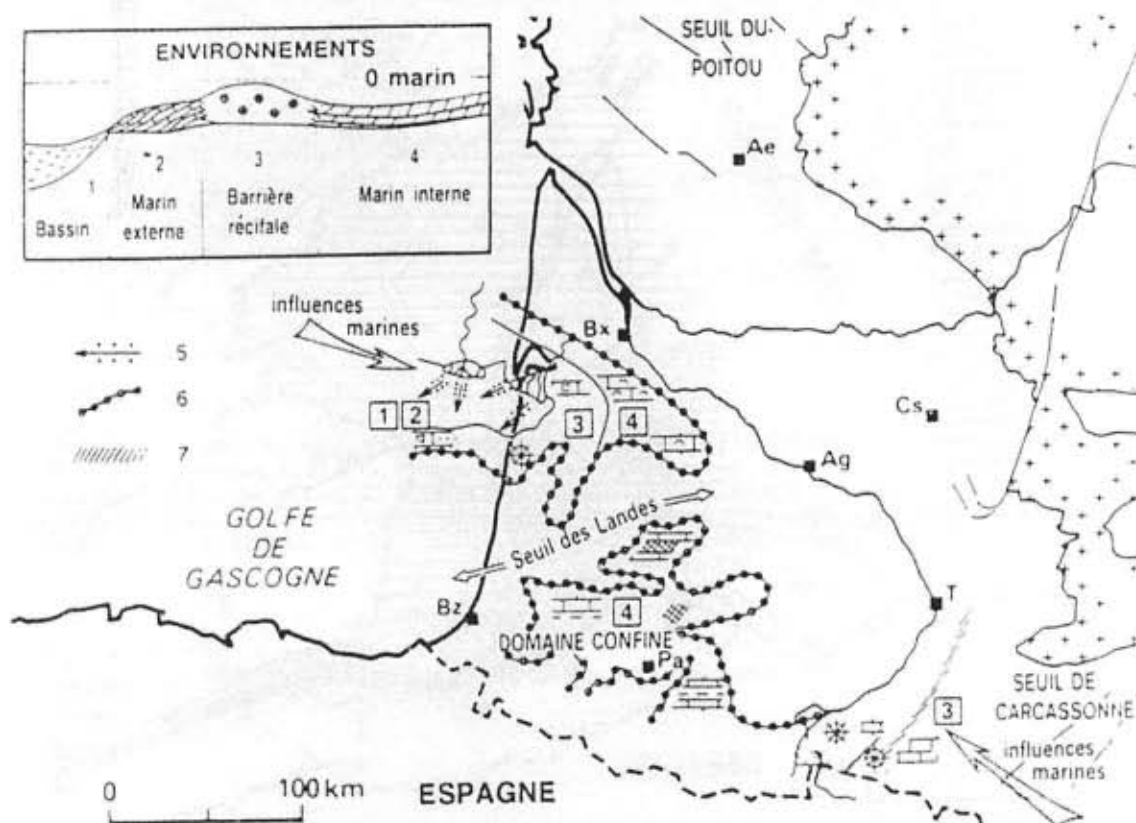 ENVIRONNEMENTS
0 marin
1
2
3
4
Bassin
Marin
externe
Barrière
récifale
Marin interne
SEUIL DU
POITOU
Ae
influences
marines
5
6
7
Bx
1 2
3
4
Cs
Ag
GOLFE
DE
GASCOGNE
Seuil des Landes
Bz
4
T
DOMAINE CONFINE
Pa
SEUIL DE
CARCASSONNE
3
influences
marines
0
100 km
ESPAGNE